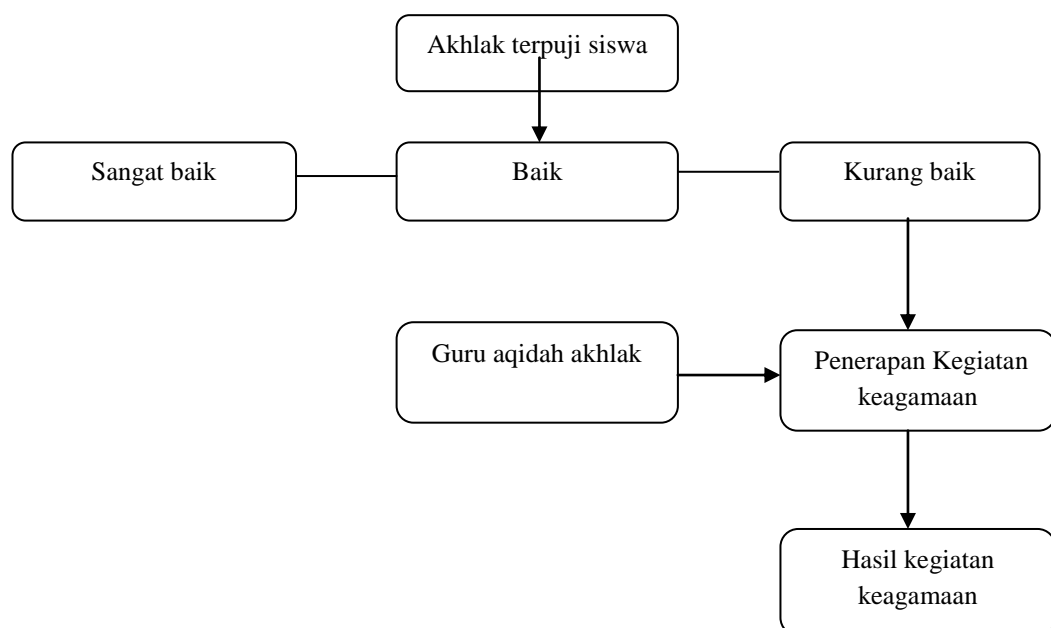 Akhlak terpuji siswa
Sangat baik
Baik
Kurang baik
Guru aqidah akhlak
Penerapan Kegiatan
keagamaan
Hasil kegiatan
keagamaan